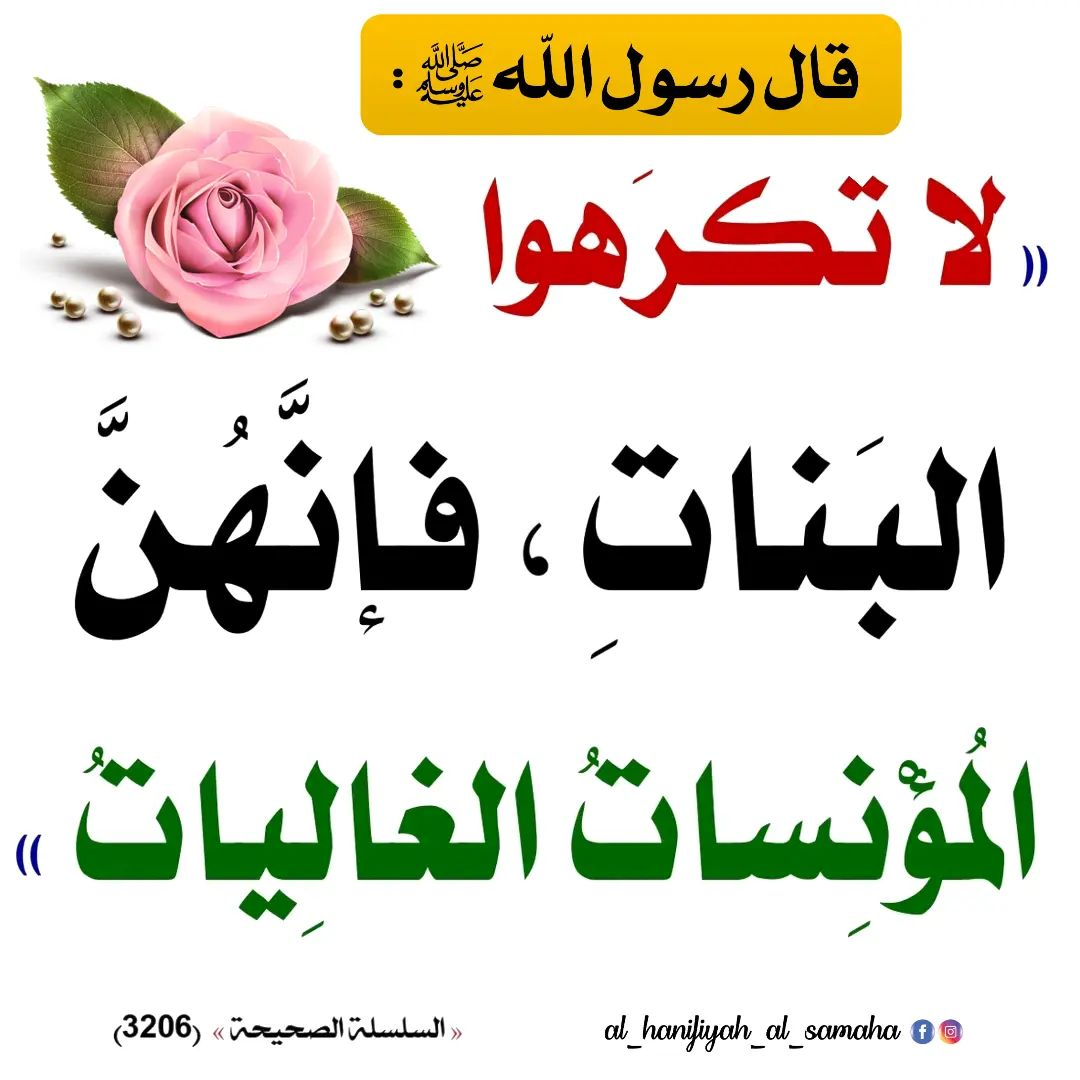 قال رسول الله ﷺ :
(( لا تكرَهوا
البَناتِ ، فإنَّهُنَّ
المُؤْنِساتُ الغالِياتُ ))
« السلسلة الصحيحة » (3206)
al_hanifiyah_al_samaha